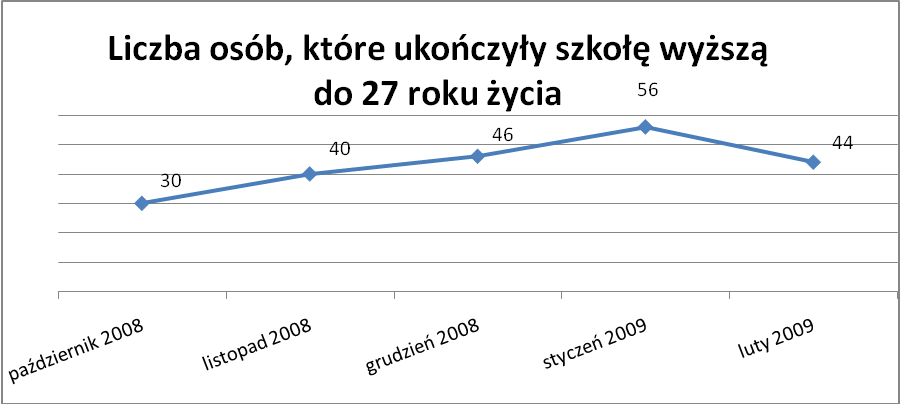 Liczba osób, które ukończyły szkołę wyższą
do 27 roku życia
30
40
46
56
44
październik 2008
listopad 2008
grudzień 2008
styczeń 2009
luty 2009